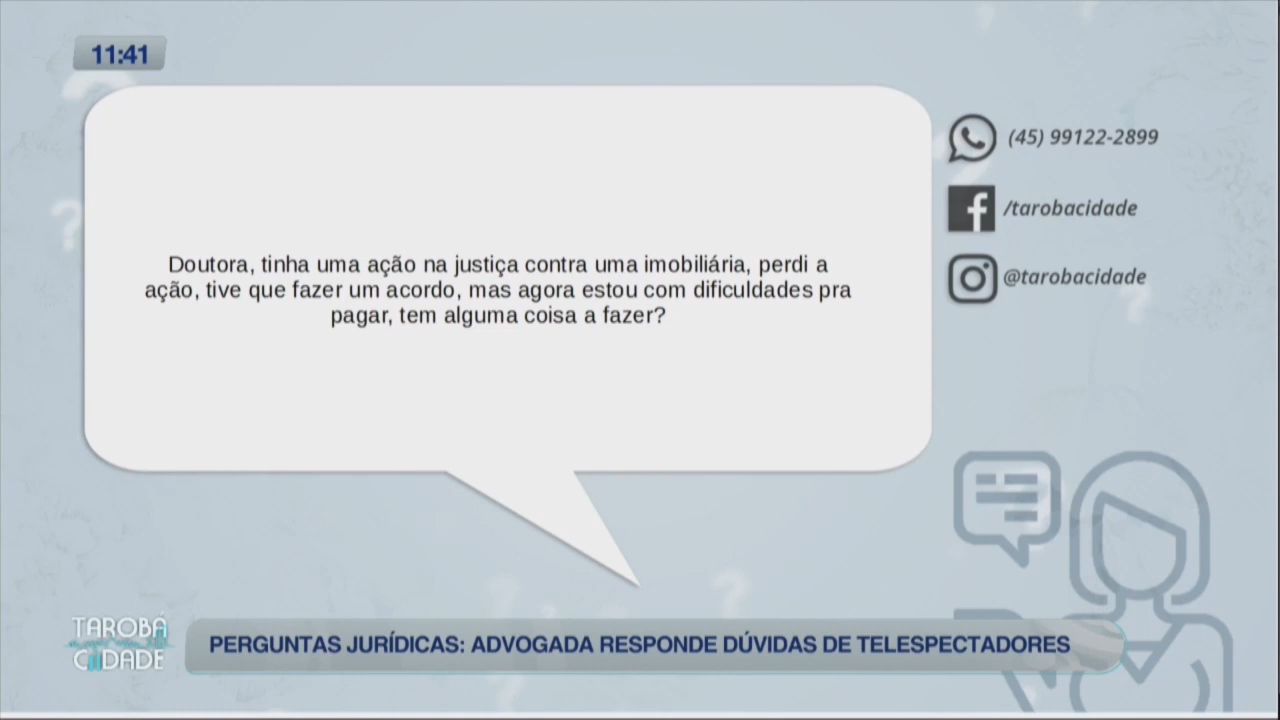 11:41
Doutora, tinha uma ação na justiça contra uma imobiliária, perdi a
ação, tive que fazer um acordo, mas agora estou com dificuldades pra
pagar, tem alguma coisa a fazer?
(45) 99122-2899
/tarobacidade
@tarobacidade
TAROBÁ
CIDADE
PERGUNTAS JURÍDICAS: ADVOGADA RESPONDE DÚVIDAS DE TELESPECTADORES